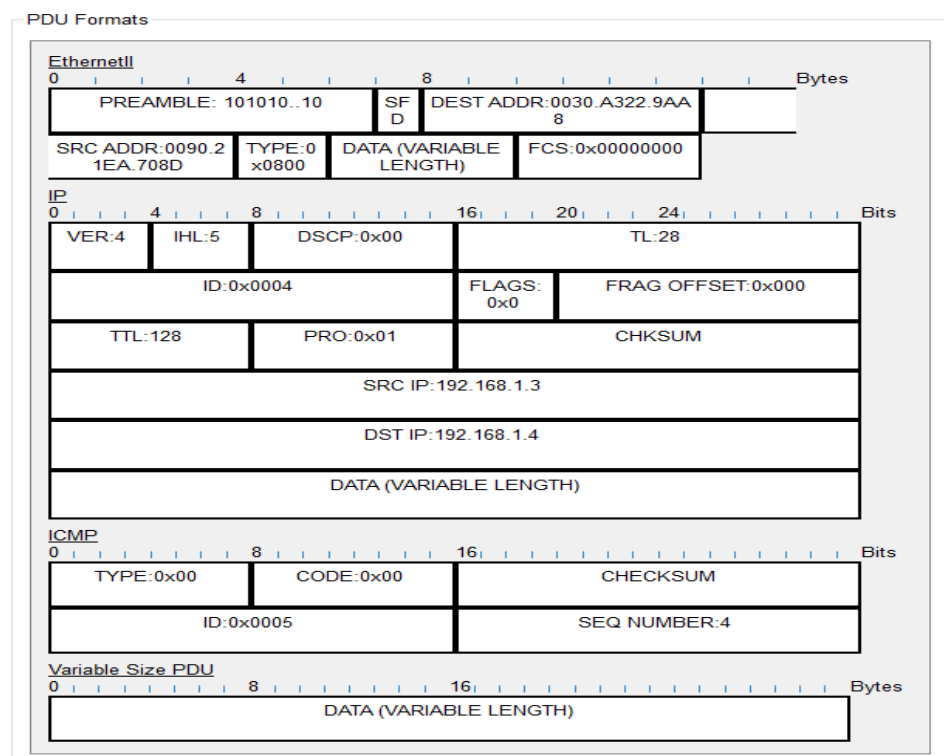 PDU Formats
EthernetII
0 4 8 Bytes
PREAMBLE: 101010..10 SF DEST ADDR:0030.A322.9AA
D 8
SRC ADDR:0090.2 TYPE:0 DATA (VARIABLE FCS:0x00000000
1EA.708D x0800 LENGTH)
IP
0 4 8 16 20 24 Bits
VER:4 IHL:5 DSCP:0x00 TL:28
ID:0x0004 FLAGS: FRAG OFFSET:0x000
0x0
TTL:128 PRO:0x01 CHKSUM
SRC IP:192.168.1.3
DST IP:192.168.1.4
DATA (VARIABLE LENGTH)
ICMP
0 8 16 Bits
TYPE:0x00 CODE:0x00 CHECKSUM
ID:0x0005 SEQ NUMBER:4
Variable Size PDU
0 8 16 Bytes
DATA (VARIABLE LENGTH)